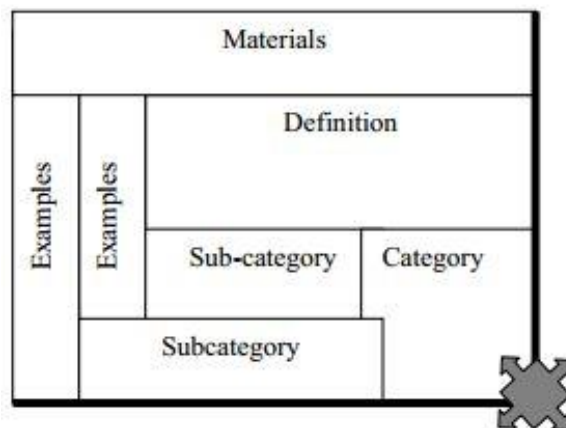 Materials
Definition
Examples
Examples
Sub-category
Category
Subcategory